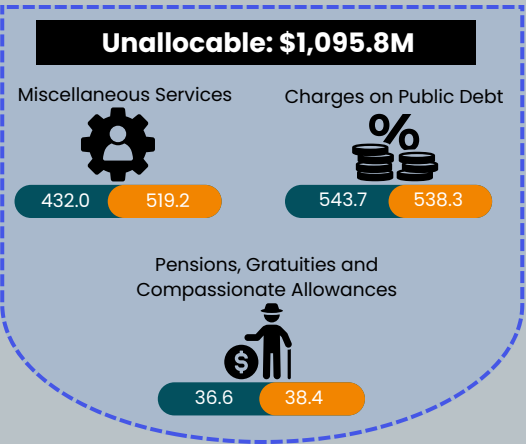 Unallocable: $1,095.8M
Miscellaneous Services
432.0 519.2
Charges on Public Debt
%
543.7 538.3
Pensions, Gratuities and
Compassionate Allowances
$
36.6 38.4